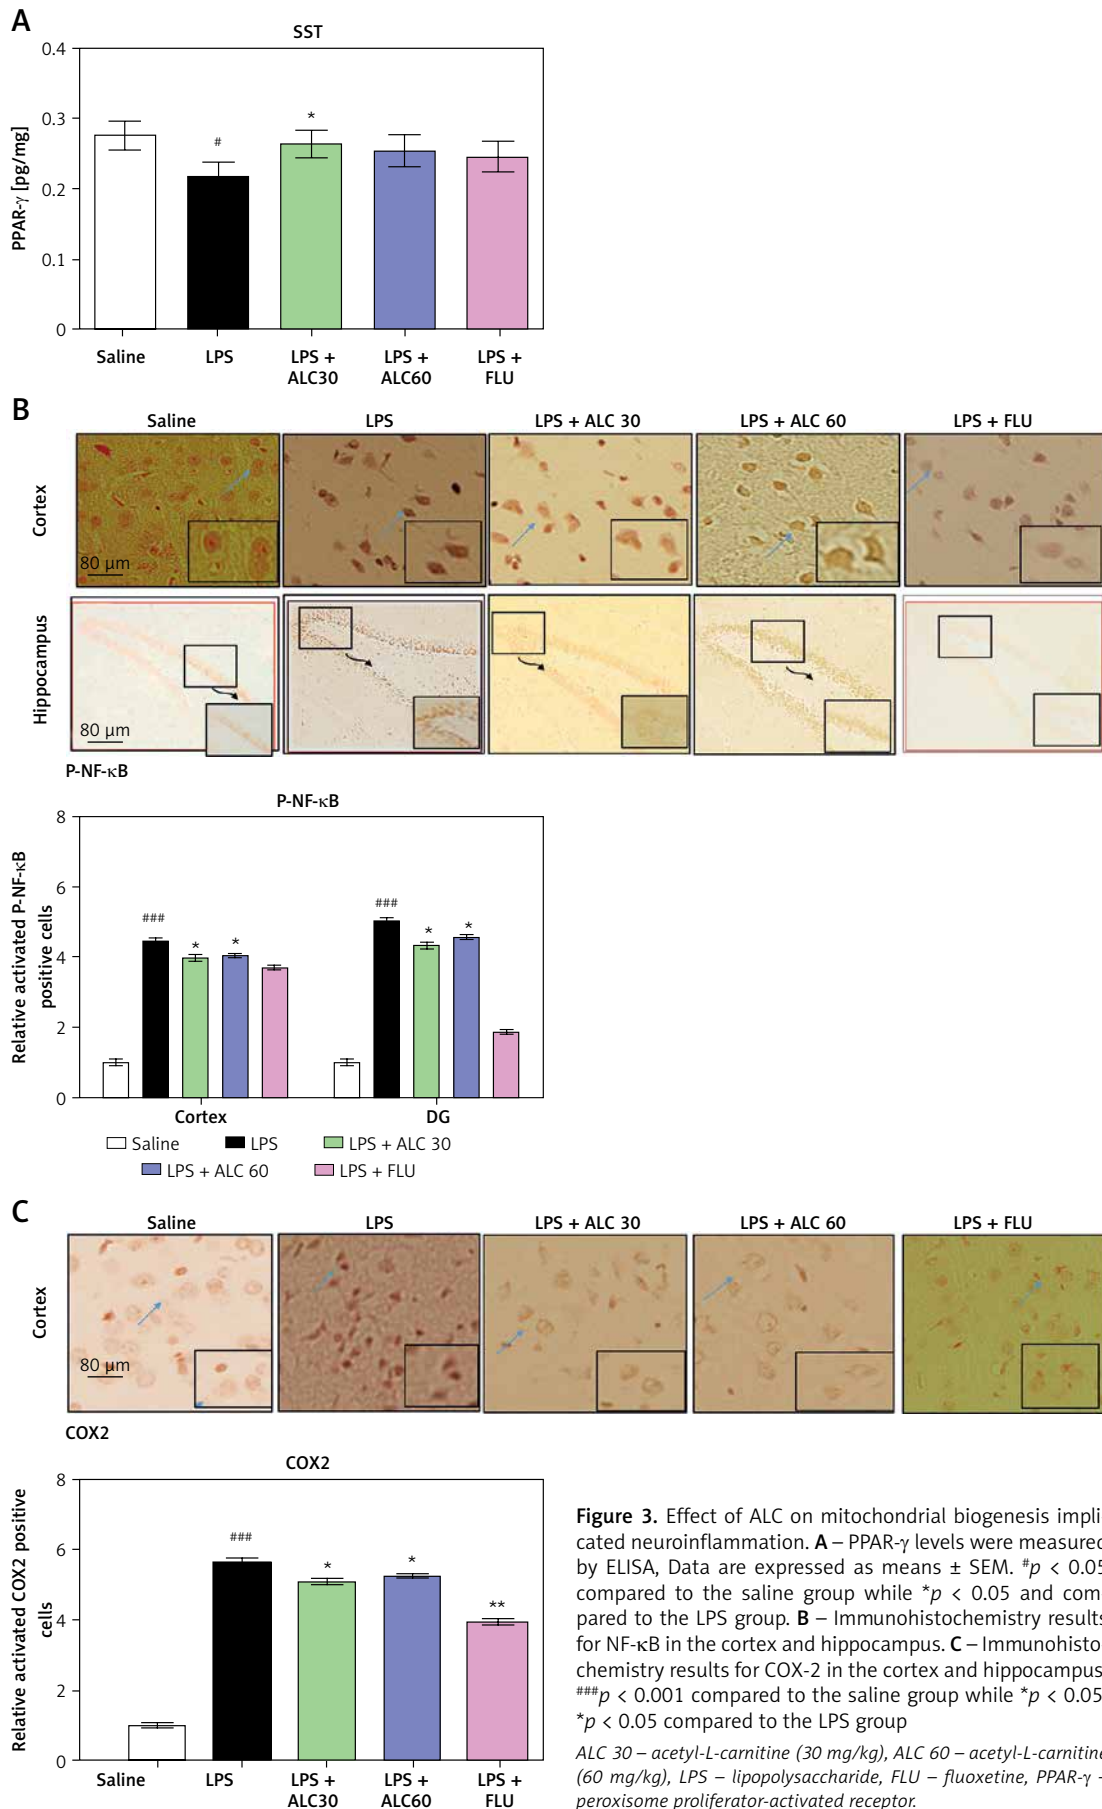 A
SST
PPAR-γ [pg/mg]
0.4
0.3
0.2
0.1
0
#
*
Saline LPS LPS + ALC30 LPS + ALC60 LPS + FLU
B
Saline LPS LPS + ALC 30 LPS + ALC 60 LPS + FLU
Cortex
80 µm
Hippocampus
80 µm
P-NF-κB
P-NF-κB
Relative activated P-NF-κB
positive cells
8
6
4
2
0
###
*
*
###
*
*
Cortex DG
Saline LPS LPS + ALC 30
LPS + ALC 60 LPS + FLU
C
Saline LPS LPS + ALC 30 LPS + ALC 60 LPS + FLU
Cortex
80 µm
COX2
COX2
Relative activated COX2 positive
cells
8
6
4
2
0
###
*
*
**
Saline LPS LPS + ALC30 LPS + ALC60 LPS + FLU
Figure 3. Effect of ALC on mitochondrial biogenesis impli
cated neuroinflammation. A – PPAR-γ levels were measured
by ELISA, Data are expressed as means ± SEM. #p < 0.05
compared to the saline group while *p < 0.05 and com
pared to the LPS group. B – Immunohistochemistry results
for NF-κB in the cortex and hippocampus. C – Immunohisto
chemistry results for COX-2 in the cortex and hippocampus
###p < 0.001 compared to the saline group while *p < 0.05
*p < 0.05 compared to the LPS group
ALC 30 – acetyl-L-carnitine (30 mg/kg), ALC 60 – acetyl-L-carnitine
(60 mg/kg), LPS – lipopolysaccharide, FLU – fluoxetine, PPAR-γ –
peroxisome proliferator-activated receptor.